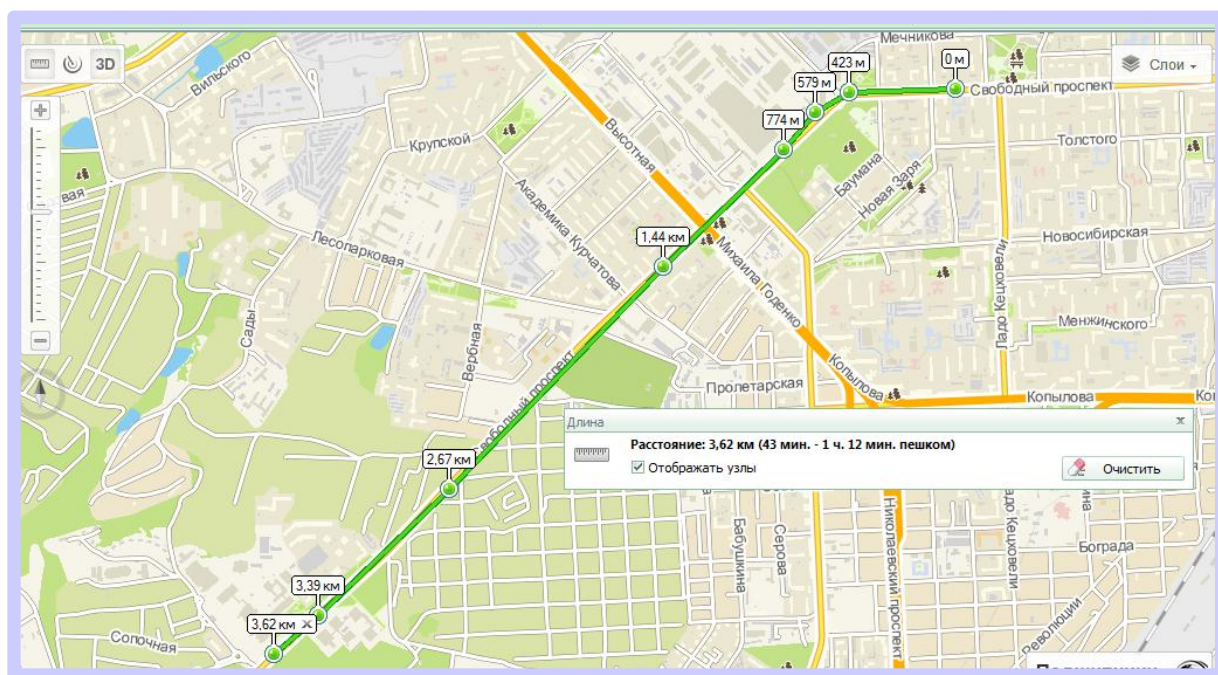 Мечникова
3D
Слои
Вильского
423 м
0 м
579 м
Свободный проспект
774 м
Крупской
Высотная
Толстого
Баумана
Новая Заря
Академика Курчатова
Лесопарковая
1,44 км
Новосибирская
Михаила Годенко
Ладо Кецховели
Сады
Вербная
Менжинского
Свободный проспект
Пролетарская
Копылова
Копылова
Длина
x
Расстояние: 3,62 км (43 мин. - 1 ч. 12 мин. пешком)
Отображать узлы
Очистить
2,67 км
Бабушкина
Серова
Николаевский проспект
Бограда
3,39 км
3,62 км
Сопочная
Революции